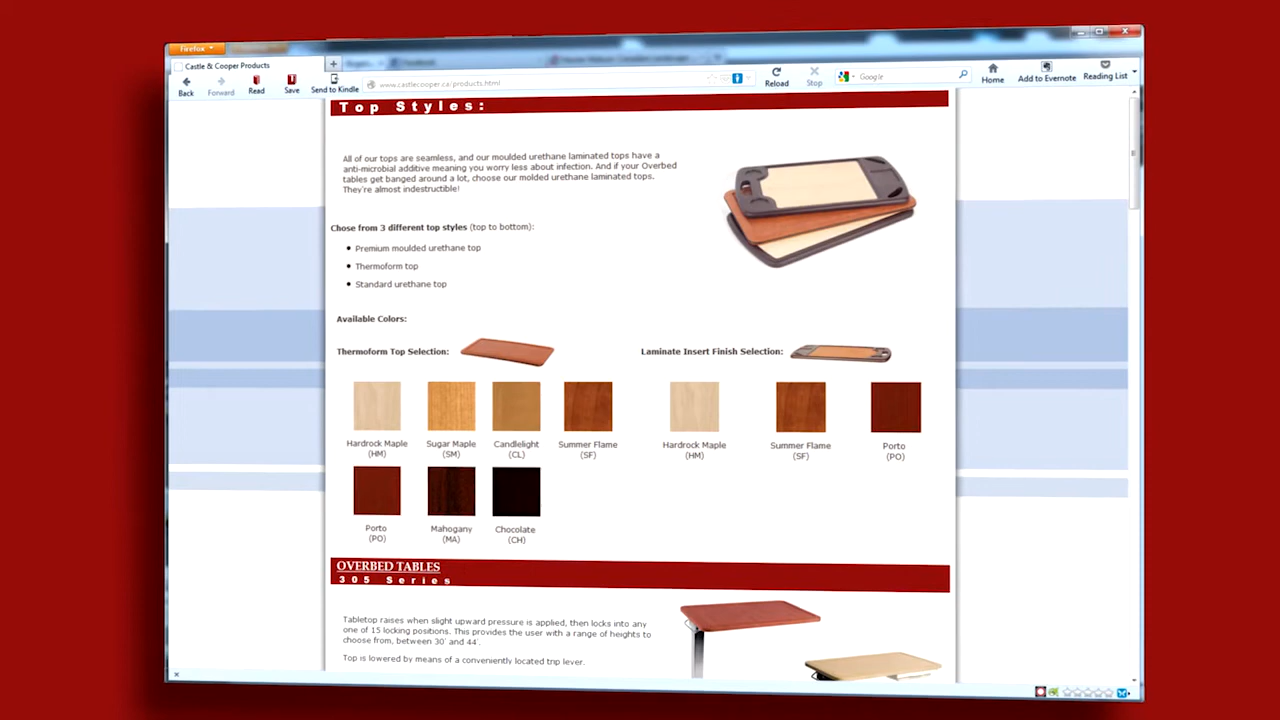 Firefox
Castle & Cooper Products
Back
Forward
Read
Save
Send to Kindle
www.castlecooper.ca/products.html
Reload
Stop
Google
Home
Add to Evernote
Reading List
Top Styles:
All of our tops are seamless, and our moulded urethane laminated tops have a
anti-microbial additive meaning you worry less about infection. And if your Overbed
tables get banged around a lot, choose our molded urethane laminated tops.
They're almost indestructible!
Chose from 3 different top styles (top to bottom):
• Premium moulded urethane top
• Thermoform top
• Standard urethane top
Available Colors:
Thermoform Top Selection:
Laminate Insert Finish Selection:
Hardrock Maple (HM)
Sugar Maple (SM)
Candlelight (CL)
Summer Flame (SF)
Hardrock Maple (HM)
Summer Flame (SF)
Porto (PO)
Porto (PO)
Mahogany (MA)
Chocolate (CH)
OVERBED TABLES
305 Series
Tabletop raises when slight upward pressure is applied, then locks into any
one of 15 locking positions. This provides the user with a range of heights to
choose from, between 30' and 44'.
Top is lowered by means of a conveniently located trip lever.